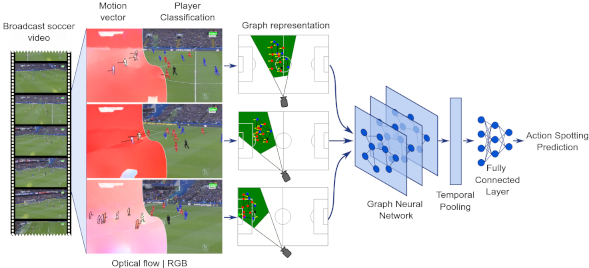 Broadcast soccer
video
Motion
vector
Player
Classification
Graph representation
Optical flow | RGB
Graph Neural
Network
Temporal
Pooling
Fully
Connected
Layer
Action Spotting
Prediction